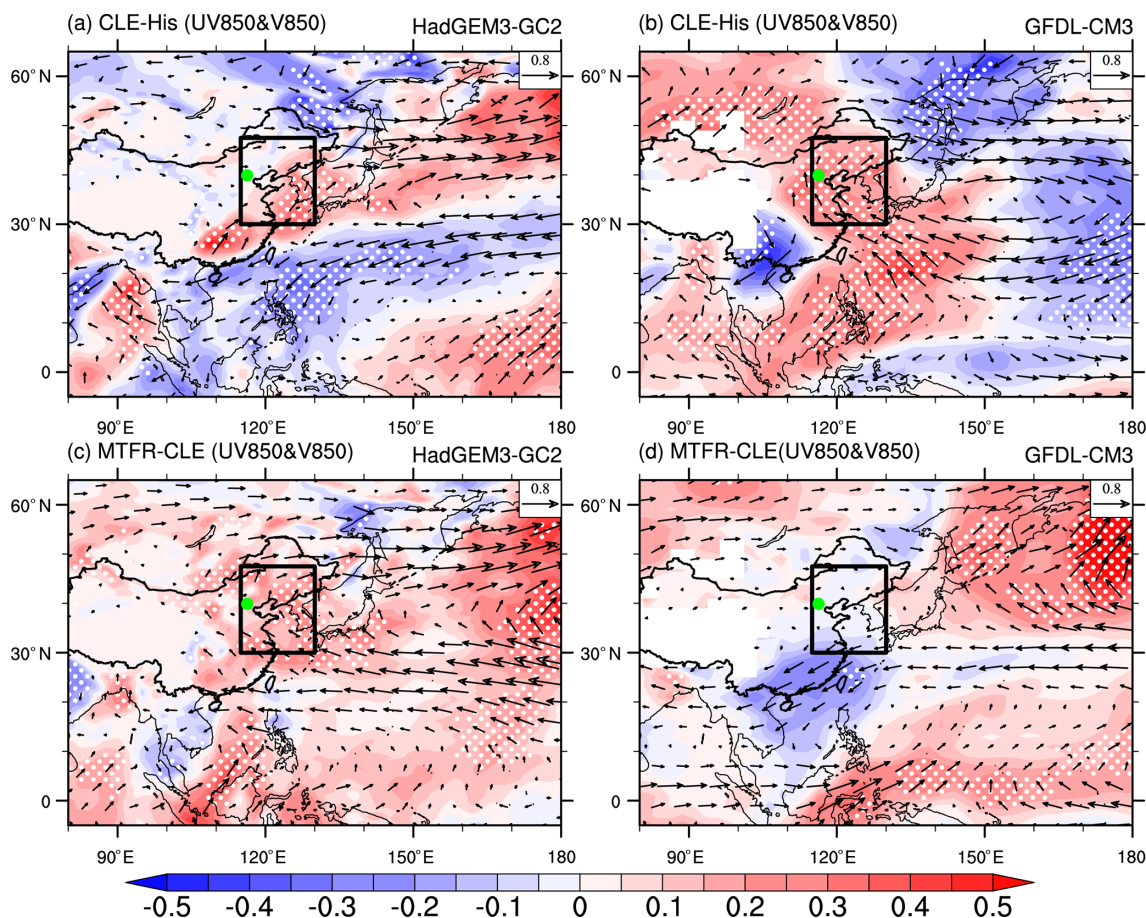 (a) CLE-His (UV850&V850) HadGEM3-GC2
(b) CLE-His (UV850&V850) GFDL-CM3
0.8
0.8
60° N
60° N
30° N
30° N
0
0
90° E 120° E 150° E 180
90° E 120° E 150° E 180
(c) MTFR-CLE (UV850&V850) HadGEM3-GC2
(d) MTFR-CLE(UV850&V850) GFDL-CM3
0.8
0.8
60° N
60° N
30° N
30° N
0
0
90° E 120° E 150° E 180
90° E 120° E 150° E 180
-0.5 -0.4 -0.3 -0.2 -0.1 0 0.1 0.2 0.3 0.4 0.5